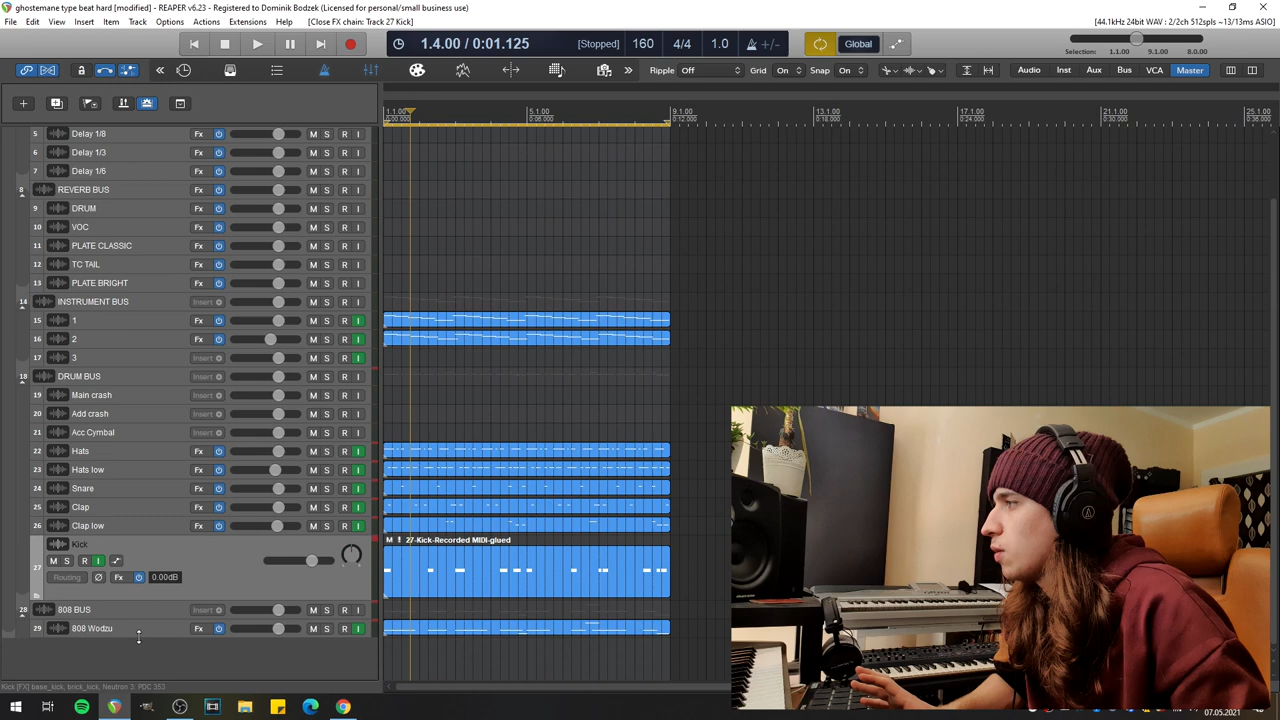 ghostemane type beat hard [modified] - REAPER v6.23 - Registered to Dominik Bodzek (Licensed for personal/small business use)
File Edit View Insert Item Track Options Actions Extensions Help [Close FX chain: Track 27 Kick]
[44.1kHz 24bit WAV : 2/2ch 512spls ~13/13ms ASIO]
1.4.00 / 0:01.125 [Stopped] 160 4/4 1.0 +/- Global
Selection: 1.1.00 9.1.00 8.0.00
Ripple Off Grid On Snap On Audio Inst Aux Bus VCA Master
1.1.00 5.1.00 9.1.00 13.1.00 17.1.00 21.1.00 25.1.00
0:00.000 0:06.000 0:12.000 0:18.000 0:24.000 0:30.000 0:36.000
5 Delay 1/8 Fx M S R I
6 Delay 1/3 Fx M S R I
7 Delay 1/6 Fx M S R I
8 REVERB BUS Fx M S R I
9 DRUM Fx M S R I
10 VOC Fx M S R I
11 PLATE CLASSIC Fx M S R I
12 TC TAIL Fx M S R I
13 PLATE BRIGHT Fx M S R I
14 INSTRUMENT BUS Insert M S R I
15 1 Fx M S R I
16 2 Fx M S R I
17 3 Insert M S R I
18 DRUM BUS Insert M S R I
19 Main crash Insert M S R I
20 Add crash Insert M S R I
21 Acc Cymbal Insert M S R I
22 Hats Fx M S R I
23 Hats low Fx M S R I
24 Snare Fx M S R I
25 Clap Fx M S R I
26 Clap low Fx M S R I
Kick M 27-Kick-Recorded MIDI-glued
M S R I
27
Routing Ø Fx 0.00dB
28 808 BUS Insert M S R I
29 808 Wodzu Fx M S R I
Kick [FX] base_kick, brick_kick, Neutron 3: PDC 353
07.05.2021